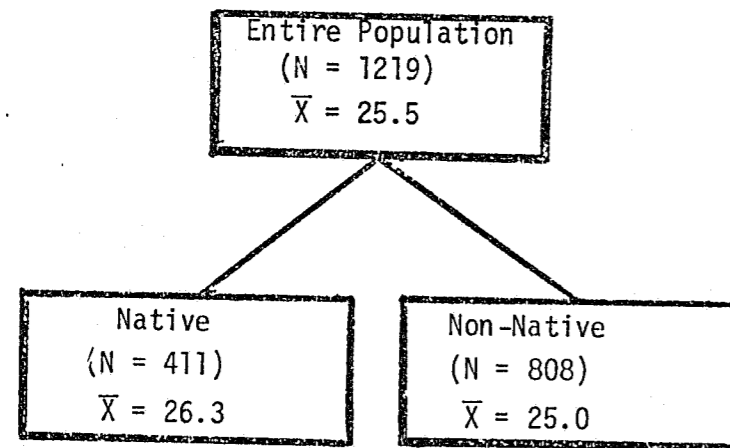 Entire Population
(N = 1219)
X̅ = 25.5
Native
(N = 411)
X̅ = 26.3
Non-Native
(N = 808)
X̅ = 25.0